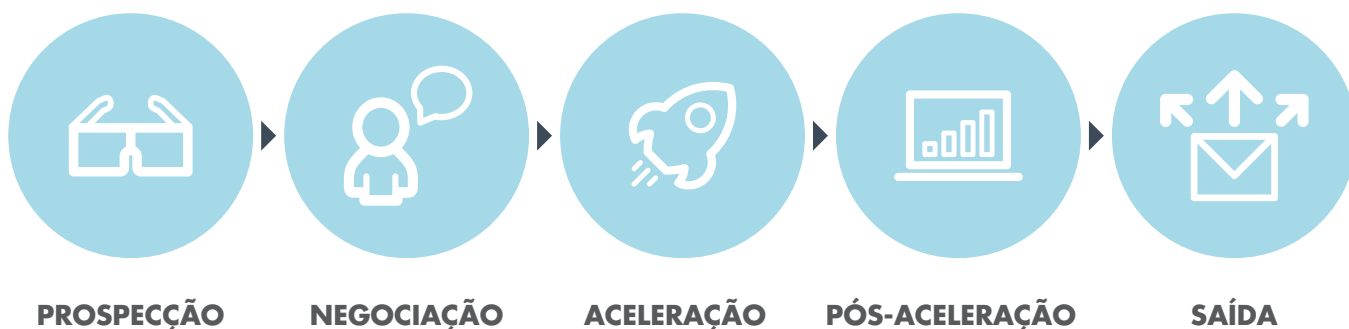 PROSPECÇÃO
NEGOCIAÇÃO
ACELERAÇÃO
PÓS-ACELERAÇÃO
SAÍDA